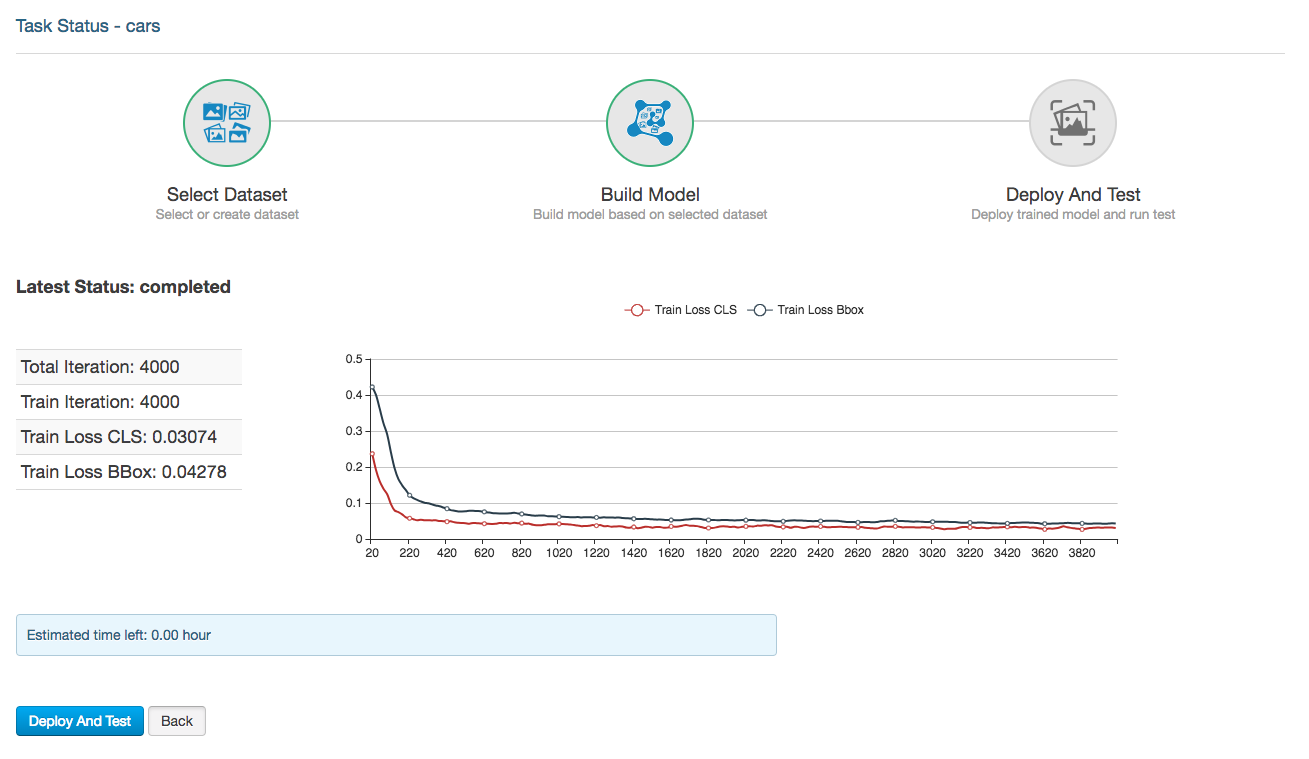 Task Status - cars
Select Dataset
Select or create dataset
Build Model
Build model based on selected dataset
Deploy And Test
Deploy trained model and run test
Latest Status: completed
Train Loss CLS Train Loss Bbox
Total Iteration: 4000
Train Iteration: 4000
Train Loss CLS: 0.03074
Train Loss BBox: 0.04278
0.5
0.4
0.3
0.2
0.1
0
20 220 420 620 820 1020 1220 1420 1620 1820 2020 2220 2420 2620 2820 3020 3220 3420 3620 3820
Estimated time left: 0.00 hour
Deploy And Test Back